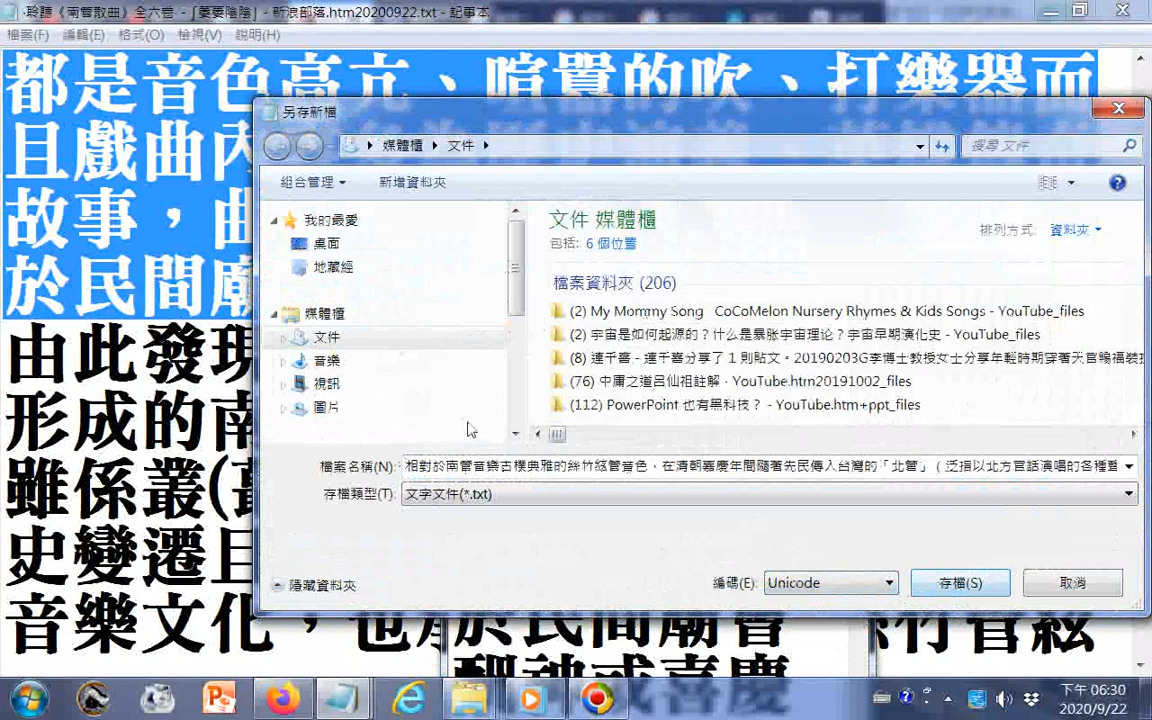 聆聽《南管散曲》全六卷 - ∫萎萎陰陰∫ - 新浪部落.htm20200922.txt - 記事本
檔案(F) 編輯(E) 格式(O) 檢視(V) 說明(H)
都是音色高亢、喧囂的吹、打樂器而
且戲曲
故事，曲
於民間廟
由此發現
形成的南
雖係叢(
史變遷且
音樂文化，也
於民間廟會
酬神或喜慶
竹管絃
另存新檔
媒體櫃 文件
搜尋 文件
組合管理 新增資料夾
我的最愛
桌面
地藏經
媒體櫃
文件
音樂
視訊
圖片
文件 媒體櫃
包括: 6 個位置
排列方式: 資料夾
檔案資料夾 (206)
(2) My Mommy Song CoCoMelon Nursery Rhymes & Kids Songs - YouTube_files
(2) 宇宙是如何起源的？什么是暴胀宇宙理论？宇宙早期演化史 - YouTube_files
(8) 連千喜 - 連千喜分享了 1 則貼文。20190203G李博士教授女士分享年輕時期穿著天官賜福裝
(76) 中庸之道呂仙祖註解 - YouTube.htm20191002_files
(112) PowerPoint 也有黑科技？ - YouTube.htm+ppt_files
檔案名稱(N): 相對於南管音樂古樸典雅的絲竹絃管音色，在清朝嘉慶年間隨著先民傳入台灣的「北管」（泛指以北方官話演唱的各種
存檔類型(T): 文字文件(*.txt)
隱藏資料夾
編碼(E): Unicode
存檔(S)
取消
下午 06:30
2020/9/22